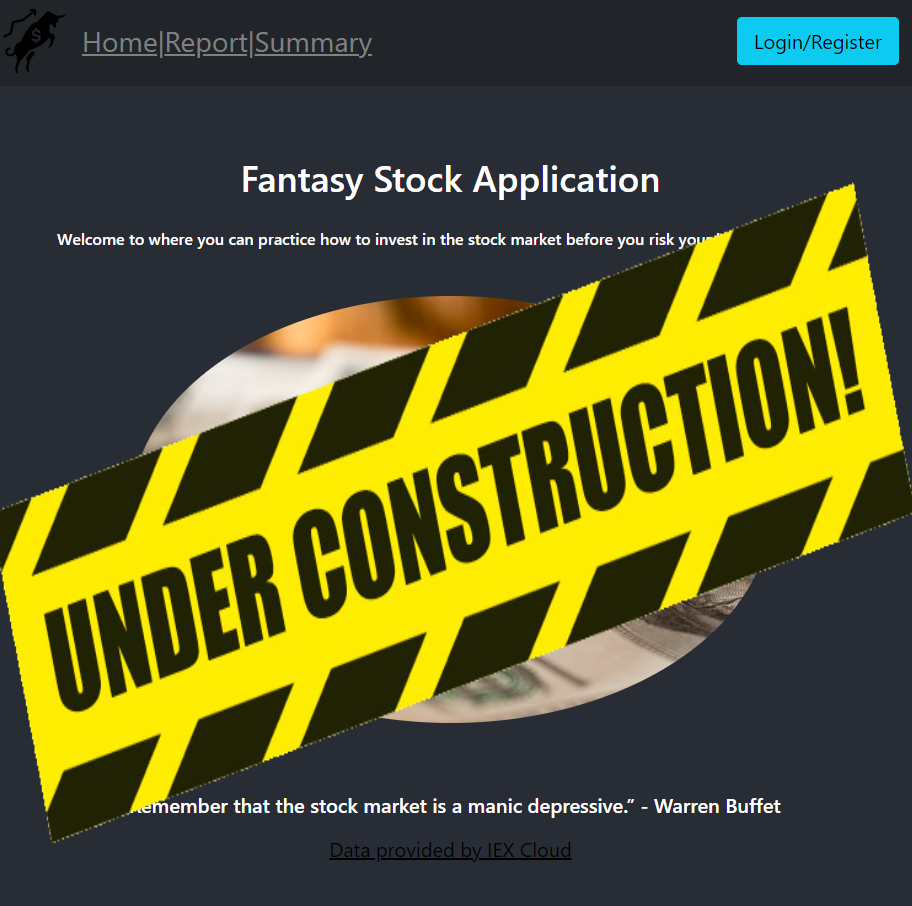 $
Home|Report|Summary
Login/Register
Fantasy Stock Application
Welcome to where you can practice how to invest in the stock market before you risk your
UNDER CONSTRUCTION!
that the stock market is a manic depressive.” - Warren Buffet
Data provided by IEX Cloud